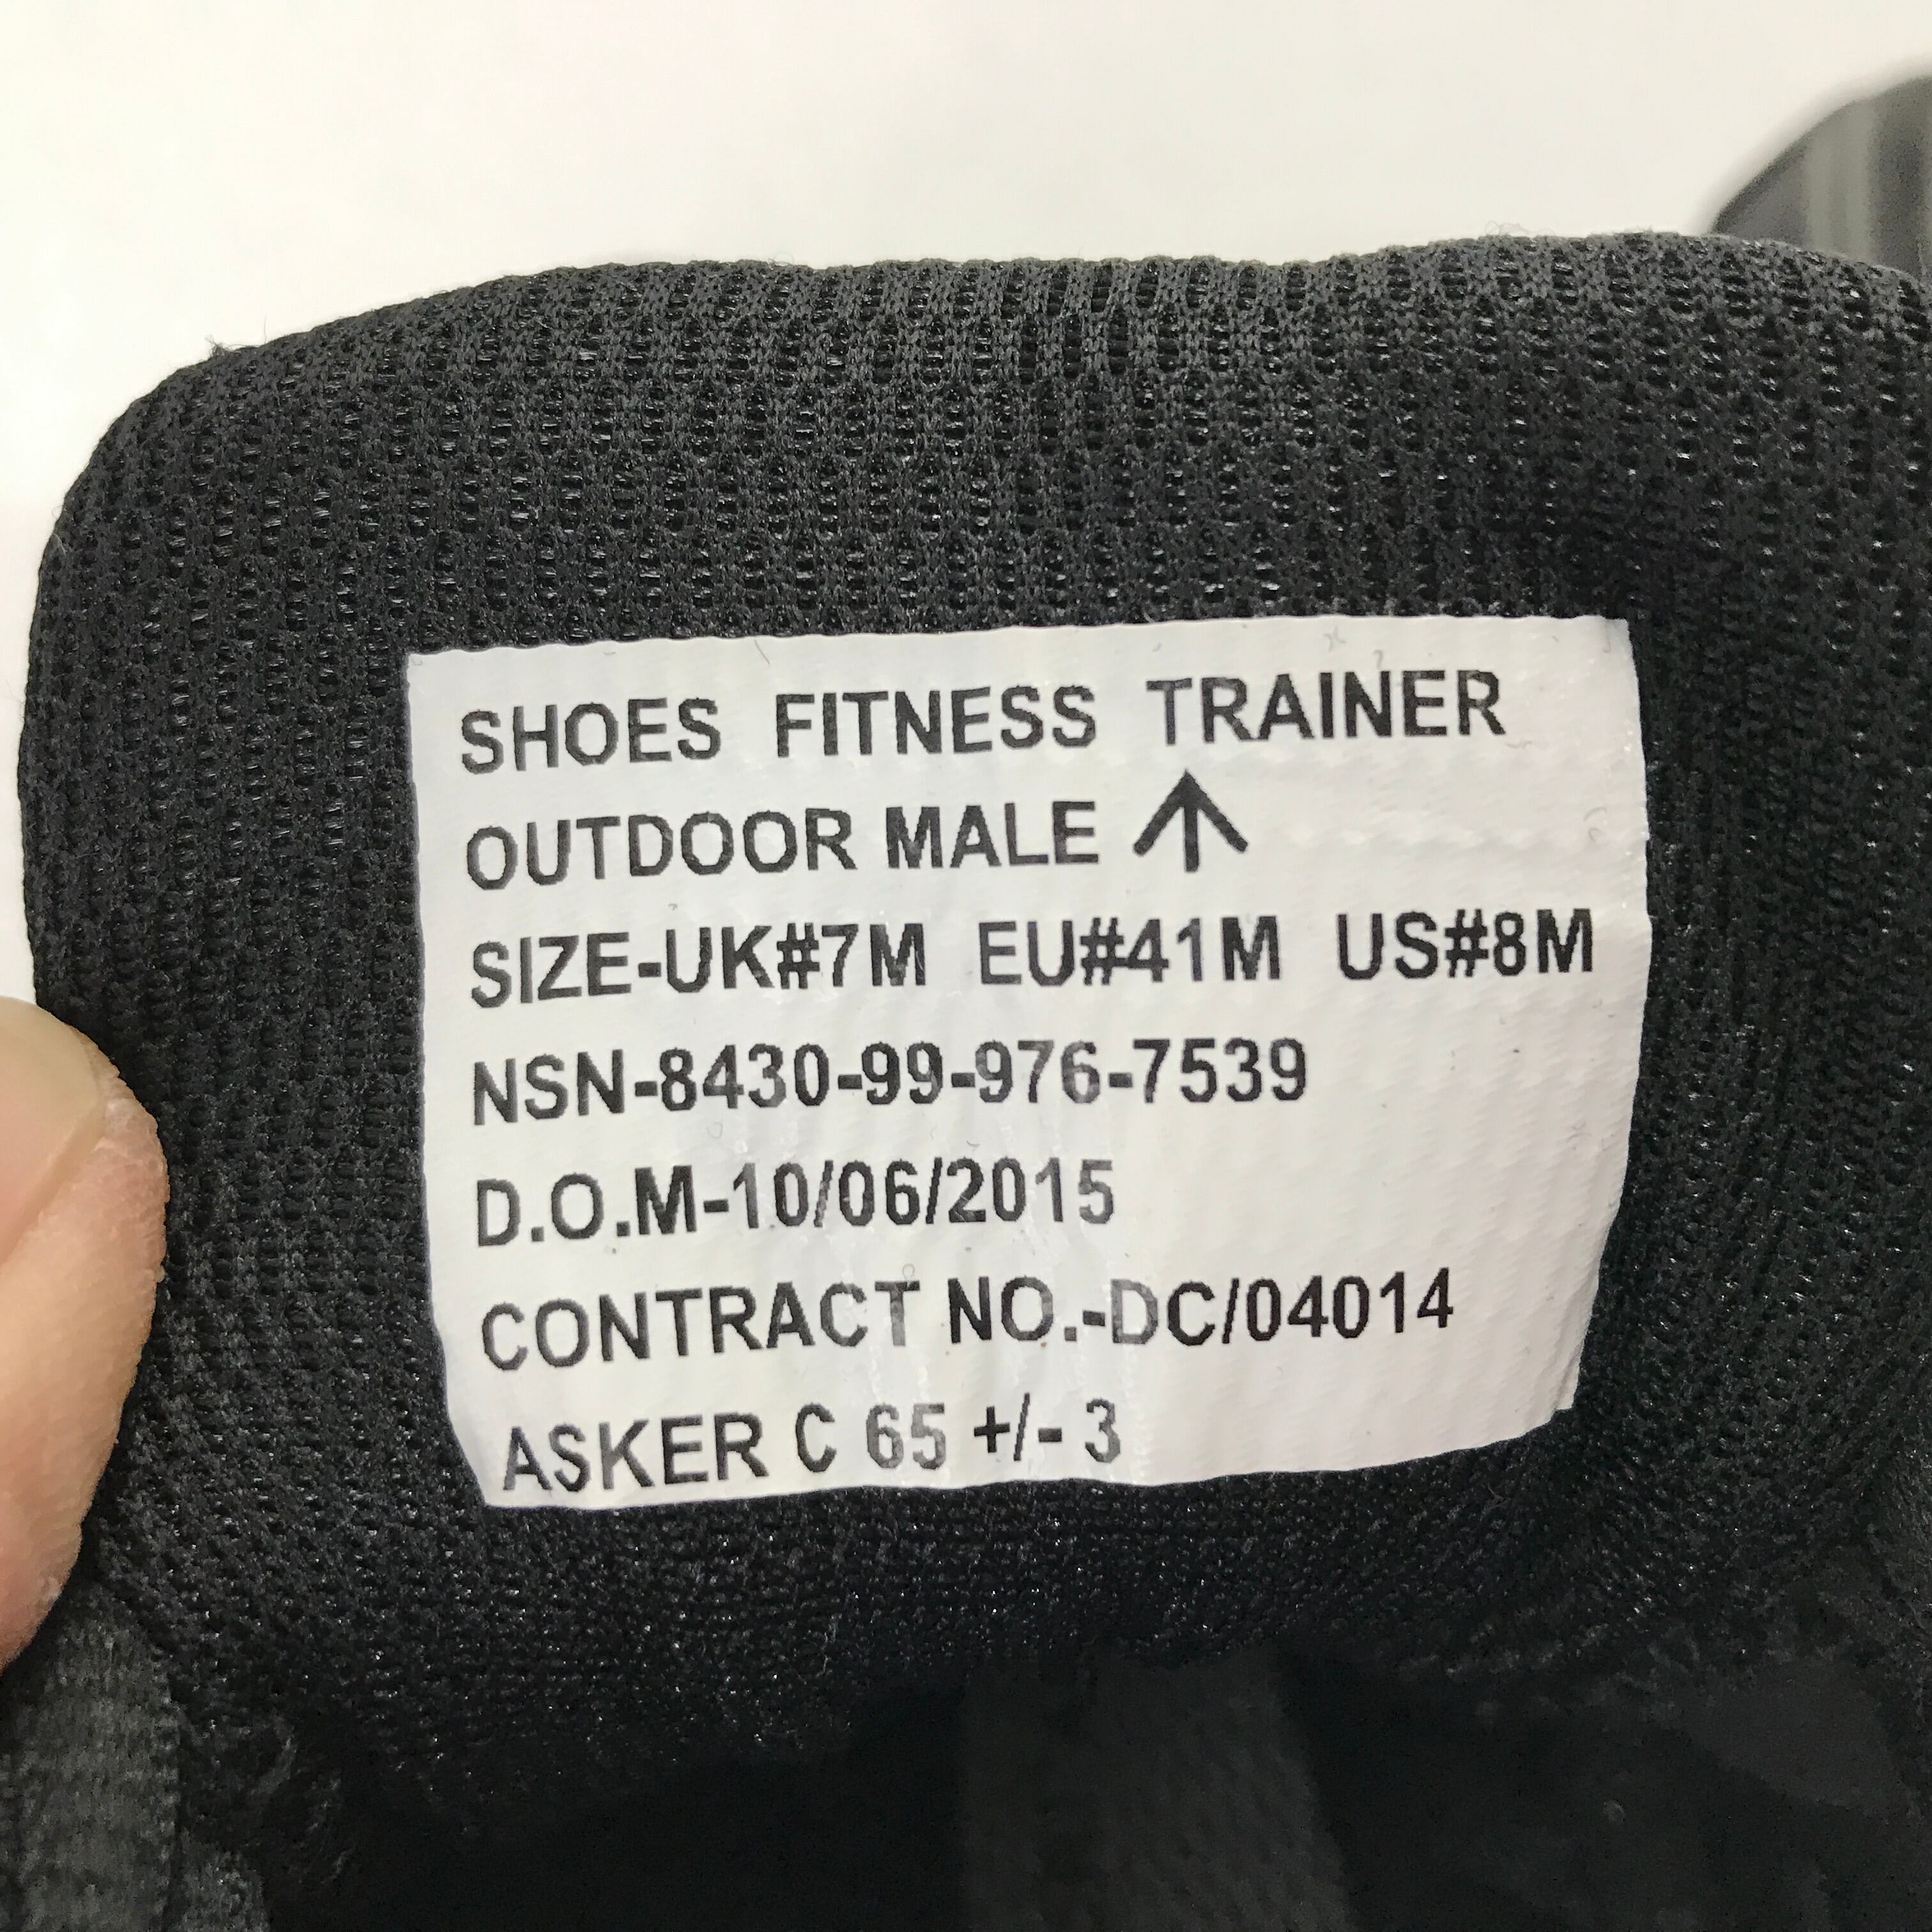 SHOES FITNESS TRAINER
OUTDOOR MALE ↑
SIZE-UK#7M EU#41M US#8M
NSN-8430-99-976-7539
D.O.M-10/06/2015
CONTRACT NO.-DC/04014
ASKER C 65 +/- 3